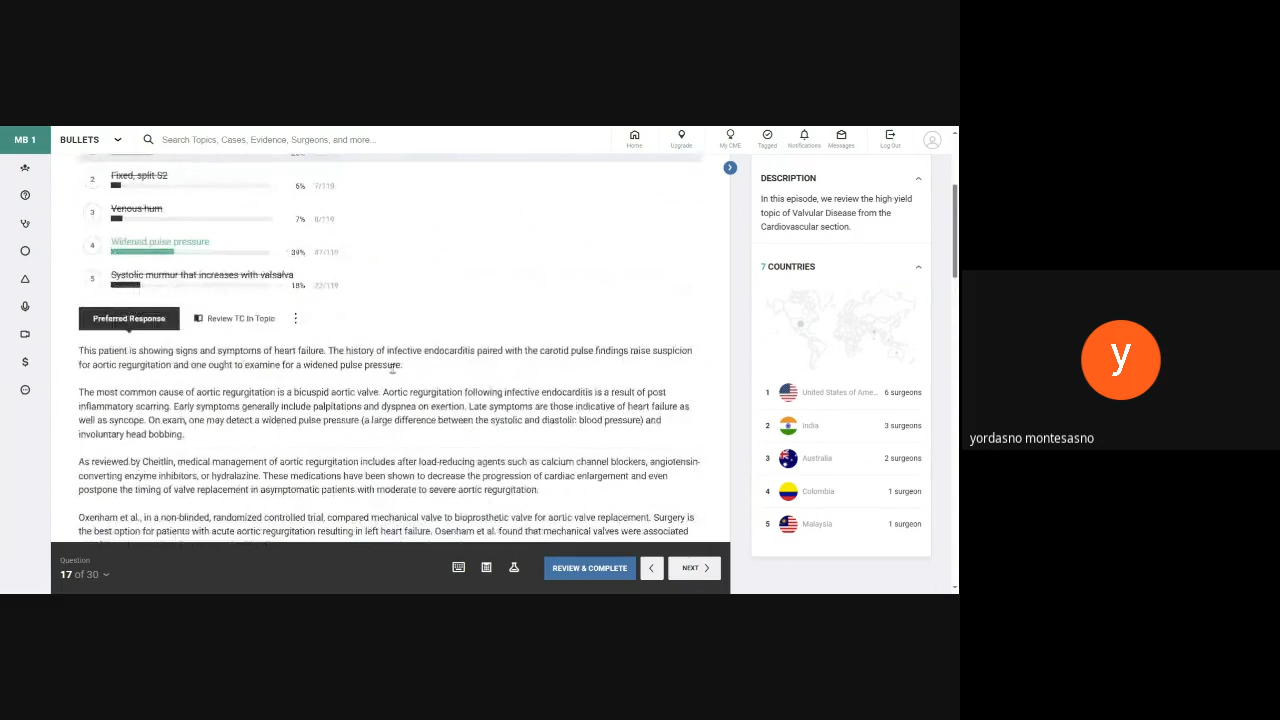 MB 1
BULLETS
Search Topics, Cases, Evidence, Surgeons, and more...
Home
Upgrade
My CME
Tagged
Notifications
Messages
Log Out
2
Fixed, split S2
6% 7/119
3
Venous hum
7% 8/119
4
Widened pulse pressure
39% 47/119
5
Systolic murmur that increases with valsalva
18% 22/119
Preferred Response
Review TC In Topic
This patient is showing signs and symptoms of heart failure. The history of infective endocarditis paired with the carotid pulse findings raise suspicion
for aortic regurgitation and one ought to examine for a widened pulse pressure.
The most common cause of aortic regurgitation is a bicuspid aortic valve. Aortic regurgitation following infective endocarditis is a result of post
inflammatory scarring. Early symptoms generally include palpitations and dyspnea on exertion. Late symptoms are those indicative of heart failure as
well as syncope. On exam, one may detect a widened pulse pressure (a large difference between the systolic and diastolic blood pressure) and
involuntary head bobbing.
As reviewed by Cheitlin, medical management of aortic regurgitation includes after load-reducing agents such as calcium channel blockers, angiotensin-
converting enzyme inhibitors, or hydralazine. These medications have been shown to decrease the progression of cardiac enlargement and even
postpone the timing of valve replacement in asymptomatic patients with moderate to severe aortic regurgitation.
Oxenham et al., in a non-blinded, randomized controlled trial, compared mechanical valve to bioprosthetic valve for aortic valve replacement. Surgery is
the best option for patients with acute aortic regurgitation resulting in left heart failure. Osenham et al. found that mechanical valves were associated
Question
17 of 30
REVIEW & COMPLETE
NEXT
DESCRIPTION
In this episode, we review the high-yield
topic of Valvular Disease from the
Cardiovascular section.
7 COUNTRIES
1 United States of Ame... 6 surgeons
2 India 3 surgeons
3 Australia 2 surgeons
4 Colombia 1 surgeon
5 Malaysia 1 surgeon
y
yordasno montesasno